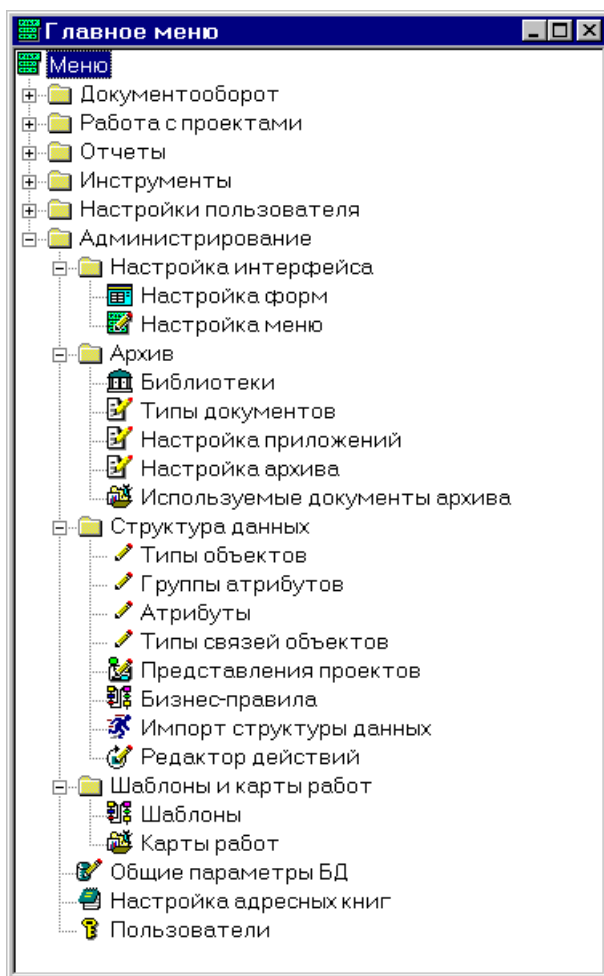 Главное меню
Меню
Документооборот
Работа с проектами
Отчеты
Инструменты
Настройки пользователя
Администрирование
Настройка интерфейса
Настройка форм
Настройка меню
Архив
Библиотеки
Типы документов
Настройка приложений
Настройка архива
Используемые документы архива
Структура данных
Типы объектов
Группы атрибутов
Атрибуты
Типы связей объектов
Представления проектов
Бизнес-правила
Импорт структуры данных
Редактор действий
Шаблоны и карты работ
Шаблоны
Карты работ
Общие параметры БД
Настройка адресных книг
Пользователи